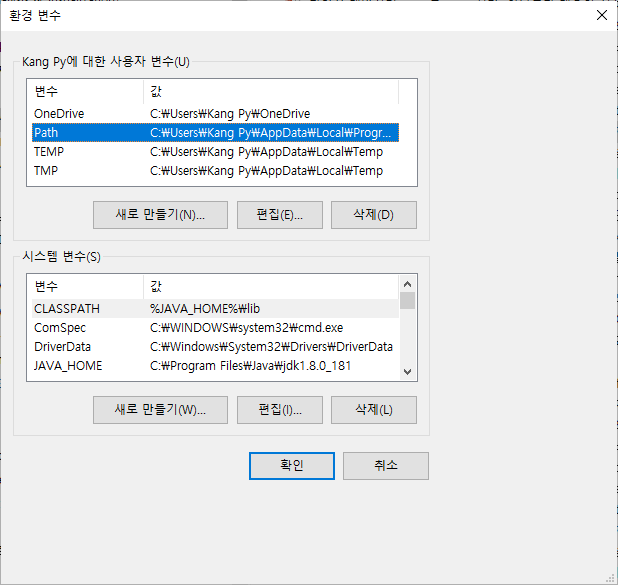 환경 변수
Kang Py에 대한 사용자 변수(U)
변수 값
OneDrive C:₩Users₩Kang Py₩OneDrive
Path C:₩Users₩Kang Py₩AppData₩Local₩Progr...
TEMP C:₩Users₩Kang Py₩AppData₩Local₩Temp
TMP C:₩Users₩Kang Py₩AppData₩Local₩Temp
새로 만들기(N)... 편집(E)... 삭제(D)
시스템 변수(S)
변수 값
CLASSPATH %JAVA_HOME%₩lib
ComSpec C:₩WINDOWS₩system32₩cmd.exe
DriverData C:₩Windows₩System32₩Drivers₩DriverData
JAVA_HOME C:₩Program Files₩Java₩jdk1.8.0_181
새로 만들기(W)... 편집(I)... 삭제(L)
확인 취소